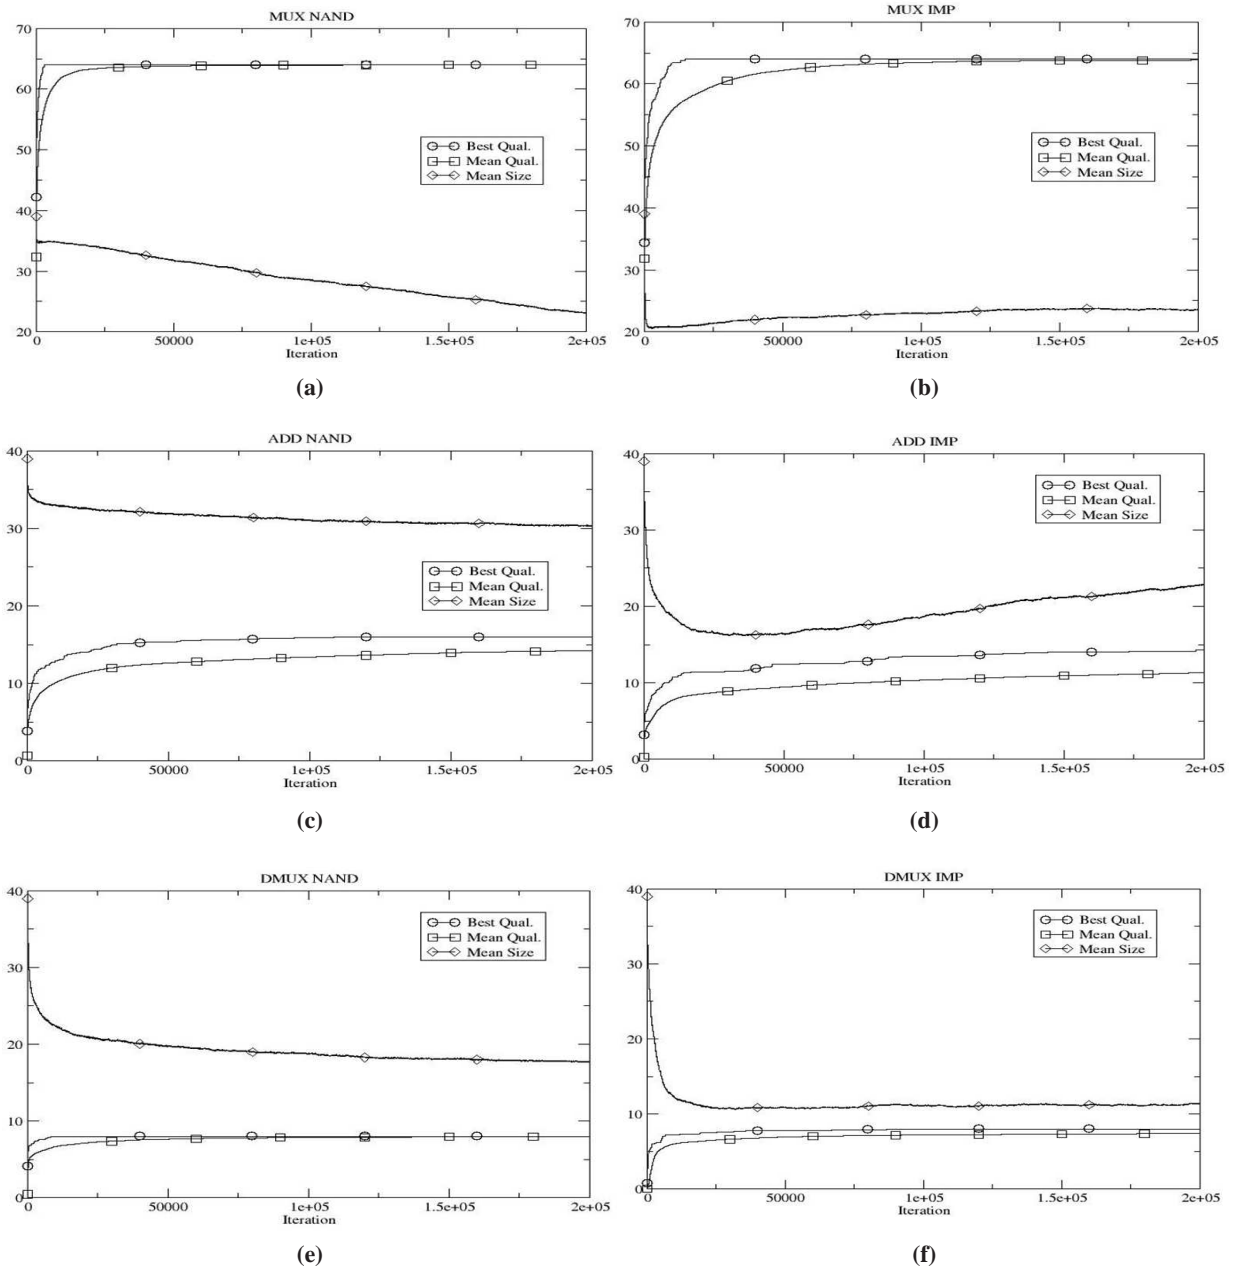 MUX NAND
70
60
50
40
30
20
Best Qual.
Mean Qual.
Mean Size
0
50000
1e+05
1.5e+05
2e+05
Iteration
(a)
MUX IMP
70
60
50
40
30
20
Best Qual.
Mean Qual.
Mean Size
0
50000
1e+05
1.5e+05
2e+05
Iteration
(b)
ADD NAND
40
30
20
10
0
Best Qual.
Mean Qual.
Mean Size
0
50000
1e+05
1.5e+05
2e+05
Iteration
(c)
ADD IMP
40
30
20
10
0
Best Qual.
Mean Qual.
Mean Size
0
50000
1e+05
1.5e+05
2e+05
Iteration
(d)
DMUX NAND
40
30
20
10
0
Best Qual.
Mean Qual.
Mean Size
0
50000
1e+05
1.5e+05
2e+05
Iteration
(e)
DMUX IMP
40
30
20
10
0
Best Qual.
Mean Qual.
Mean Size
0
50000
1e+05
1.5e+05
2e+05
Iteration
(f)